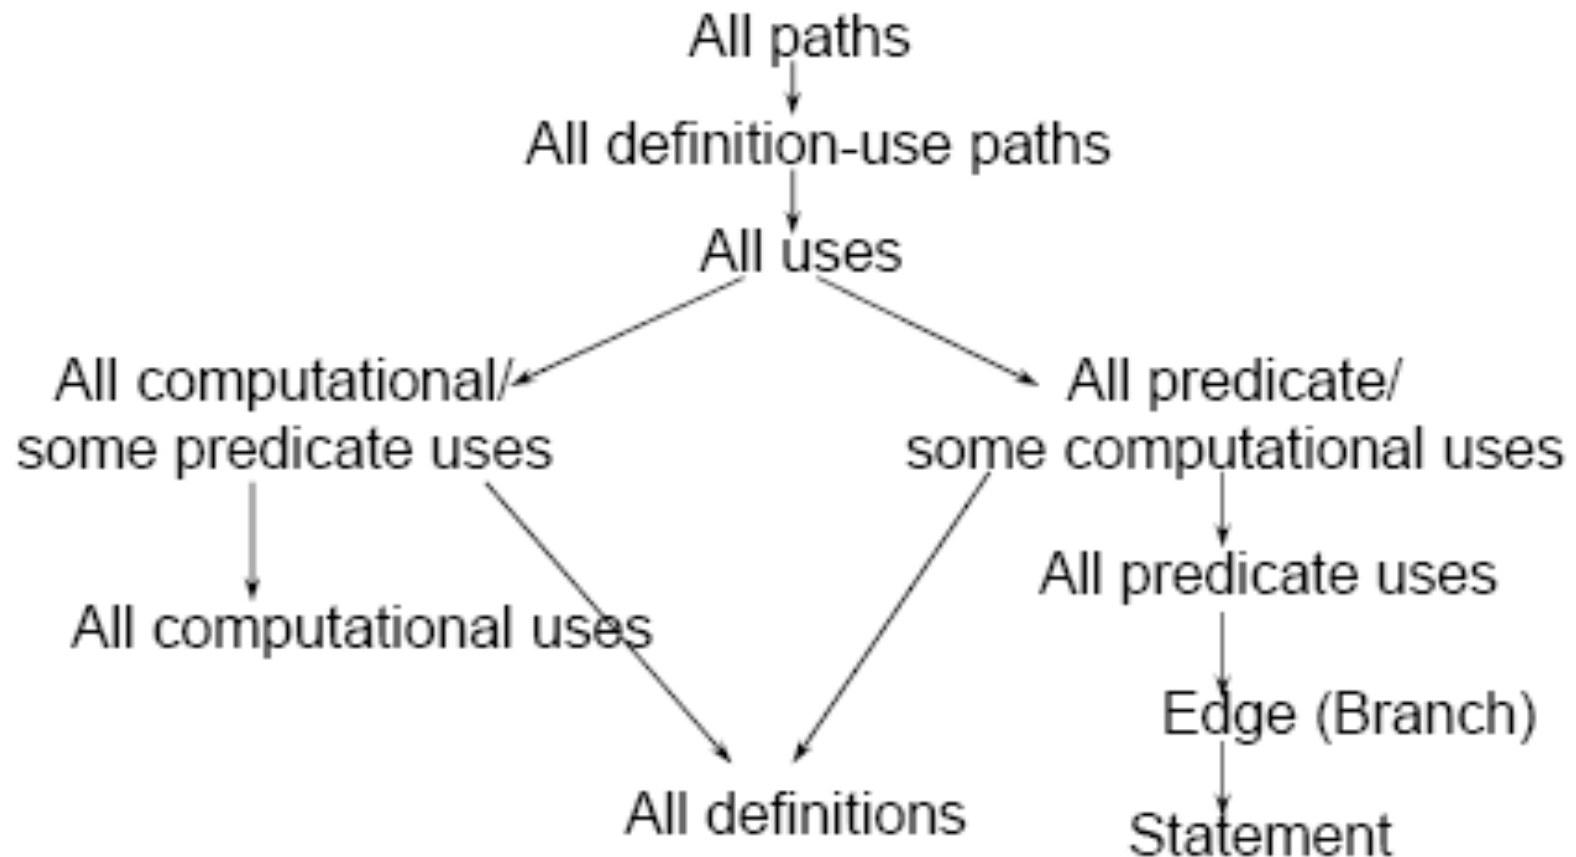 All paths
All definition-use paths
All uses
All computational/
some predicate uses
All predicate/
some computational uses
All computational uses
All predicate uses
Edge (Branch)
All definitions
Statement